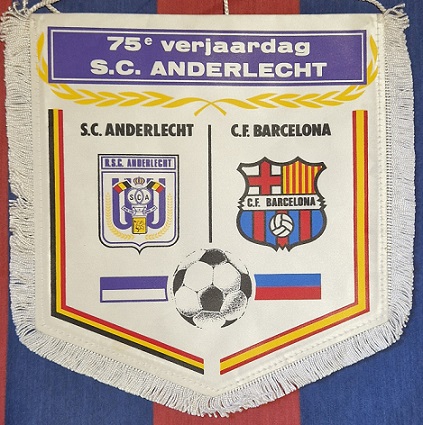 75e verjaardag
S.C. ANDERLECHT
S.C. ANDERLECHT
C.F. BARCELONA
R.S.C. ANDERLECHT
SCA
C.F. BARCELONA